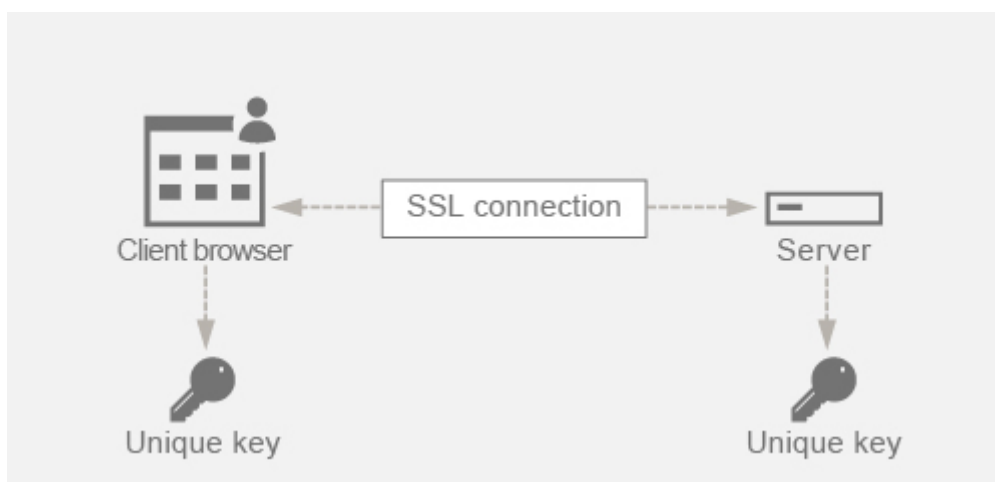 SSL connection
Client browser
Server
Unique key
Unique key